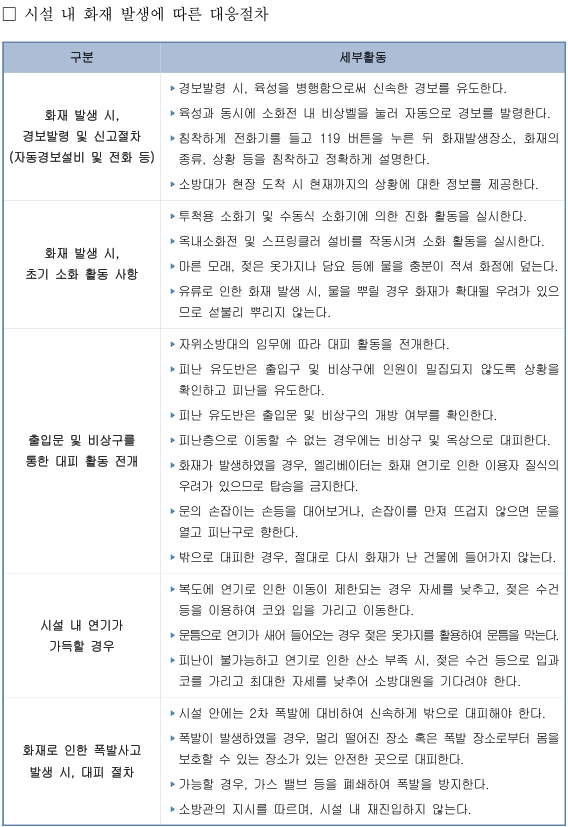 □ 시설 내 화재 발생에 따른 대응절차
구분 세부활동
화재 발생 시,
경보발령 및 신고절차
(자동경보설비 및 전화 등)
▸경보발령 시, 육성을 병행함으로써 신속한 경보를 유도한다.
▸육성과 동시에 소화전 내 비상벨을 눌러 자동으로 경보를 발령한다.
▸침착하게 전화기를 들고 119 버튼을 누른 뒤 화재발생장소, 화재의
종류, 상황 등을 침착하고 정확하게 설명한다.
▸소방대가 현장 도착 시 현재까지의 상황에 대한 정보를 제공한다.
화재 발생 시,
초기 소화 활동 사항
▸투척용 소화기 및 수동식 소화기에 의한 진화 활동을 실시한다.
▸옥내소화전 및 스프링클러 설비를 작동시켜 소화 활동을 실시한다.
▸마른 모래, 젖은 옷가지나 담요 등에 물을 충분이 적셔 화점에 덮는다.
▸유류로 인한 화재 발생 시, 물을 뿌릴 경우 화재가 확대될 우려가 있으
므로 섣불리 뿌리지 않는다.
출입문 및 비상구를
통한 대피 활동 전개
▸자위소방대의 임무에 따라 대피 활동을 전개한다.
▸피난 유도반은 출입구 및 비상구에 인원이 밀집되지 않도록 상황을
확인하고 피난을 유도한다.
▸피난 유도반은 출입문 및 비상구의 개방 여부를 확인한다.
▸피난층으로 이동할 수 없는 경우에는 비상구 및 옥상으로 대피한다.
▸화재가 발생하였을 경우, 엘리베이터는 화재 연기로 인한 이용자 질식의
우려가 있으므로 탑승을 금지한다.
▸문의 손잡이는 손등을 대어보거나, 손잡이를 만져 뜨겁지 않으면 문을
열고 피난구로 향한다.
▸밖으로 대피한 경우, 절대로 다시 화재가 난 건물에 들어가지 않는다.
시설 내 연기가
가득할 경우
▸복도에 연기로 인한 이동이 제한되는 경우 자세를 낮추고, 젖은 수건
등을 이용하여 코와 입을 가리고 이동한다.
▸문틈으로 연기가 새어 들어오는 경우 젖은 옷가지를 활용하여 문틈을 막는다.
▸피난이 불가능하고 연기로 인한 산소 부족 시, 젖은 수건 등으로 입과
코를 가리고 최대한 자세를 낮추어 소방대원을 기다려야 한다.
화재로 인한 폭발사고
발생 시, 대피 절차
▸시설 안에는 2차 폭발에 대비하여 신속하게 밖으로 대피해야 한다.
▸폭발이 발생하였을 경우, 멀리 떨어진 장소 혹은 폭발 장소로부터 몸을
보호할 수 있는 장소가 있는 안전한 곳으로 대피한다.
▸가능할 경우, 가스 밸브 등을 폐쇄하여 폭발을 방지한다.
▸소방관의 지시를 따르며, 시설 내 재진입하지 않는다.